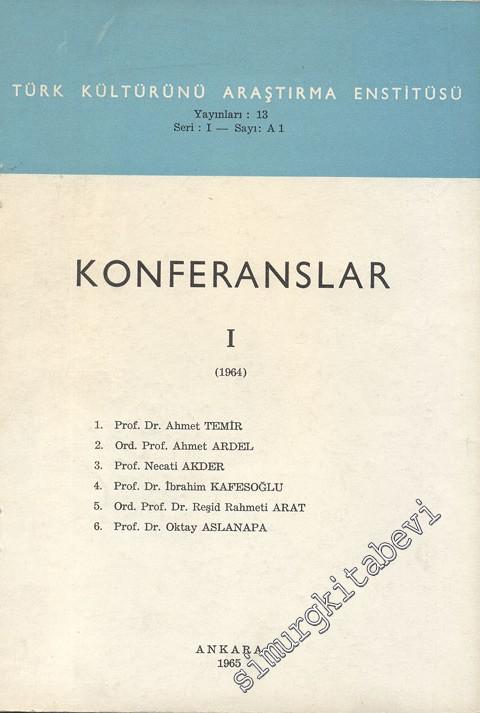 TÜRK KÜLTÜRÜNÜ ARAŞTIRMA ENSTİTÜSÜ
Yayınları : 13
Seri : I — Sayı: A 1
KONFERANSLAR
I
(1964)
1. Prof. Dr. Ahmet TEMİR
2. Ord. Prof. Ahmet ARDEL
3. Prof. Necati AKDER
4. Prof. Dr. İbrahim KAFESOĞLU
5. Ord. Prof. Dr. Reşid Rahmeti ARAT
6. Prof. Dr. Oktay ASLANAPA
ANKARA
1965
simurgkitabevi